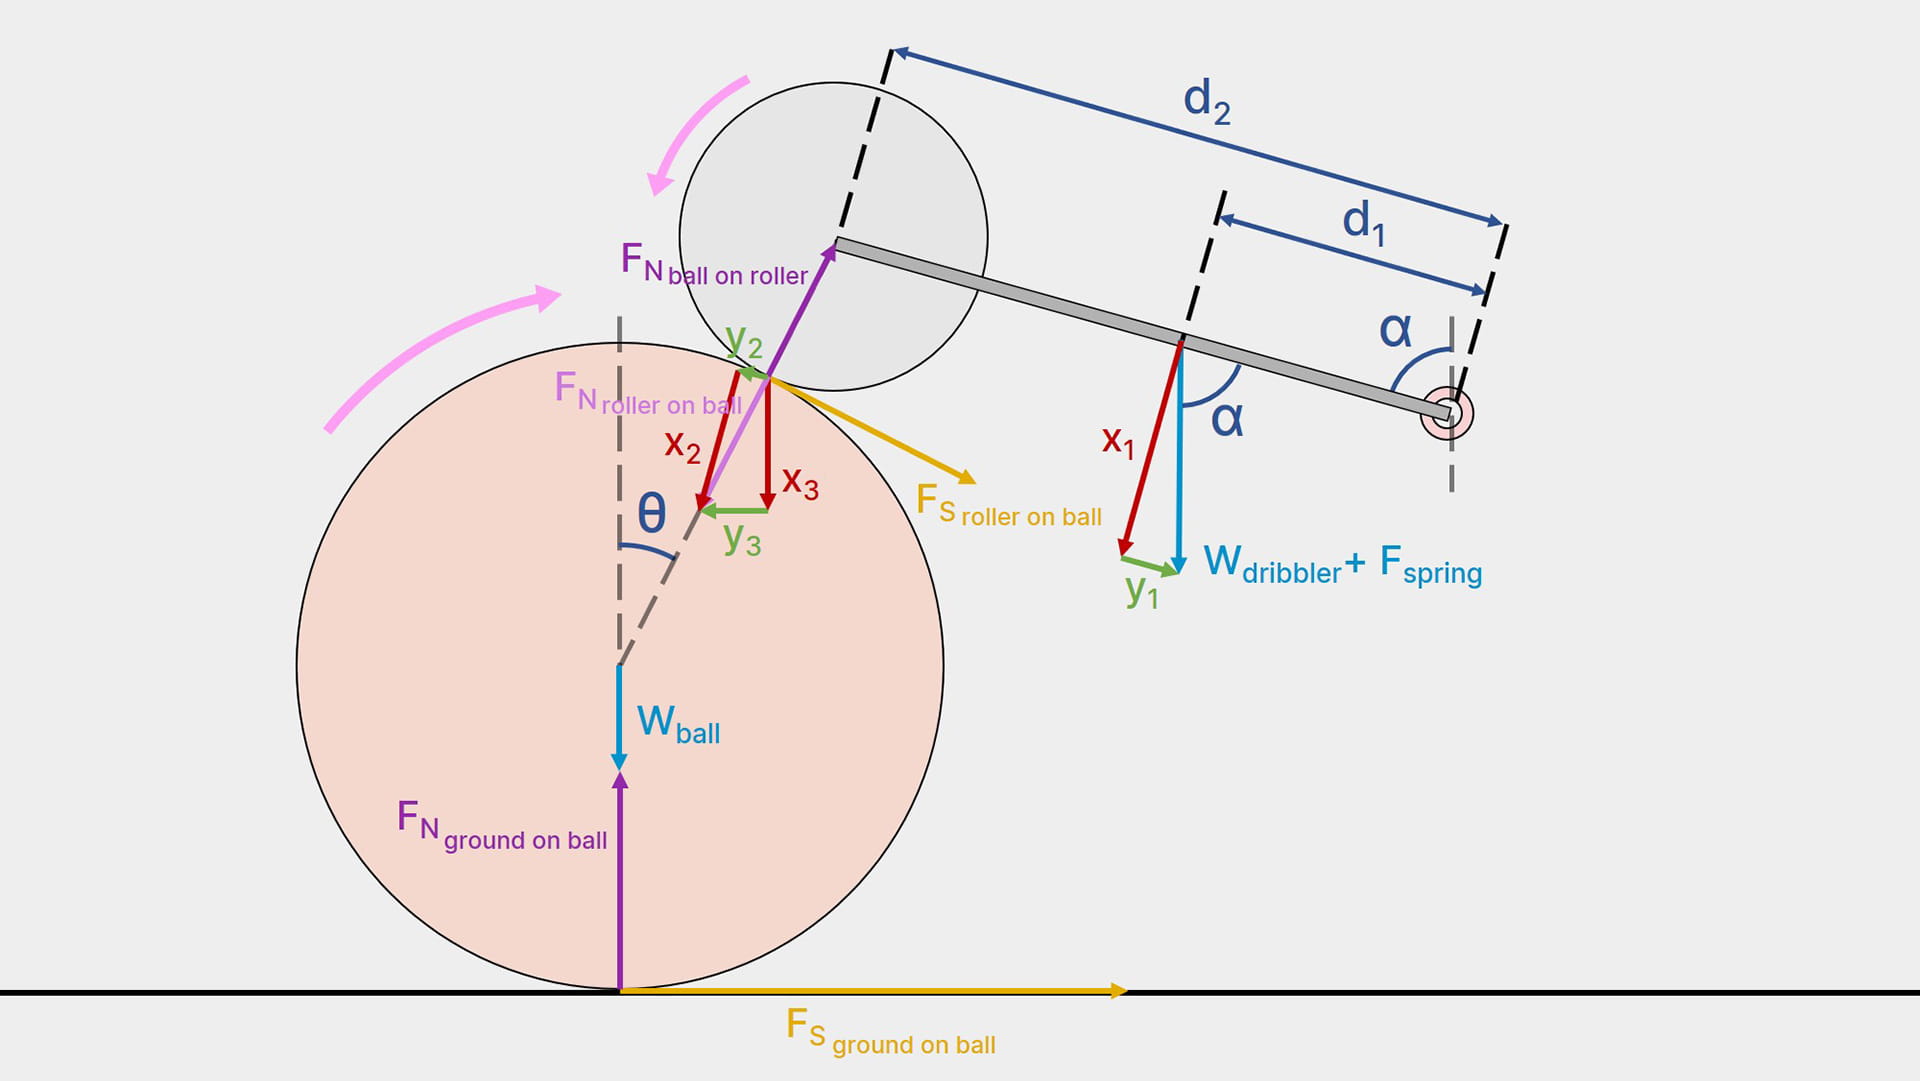 d2
d1
α
FN ball on roller
y2
FN roller on ball
x2
x3
x1
α
θ
FS roller on ball
y3
Wdribbler+ Fspring
y1
Wball
FN ground on ball
FS ground on ball